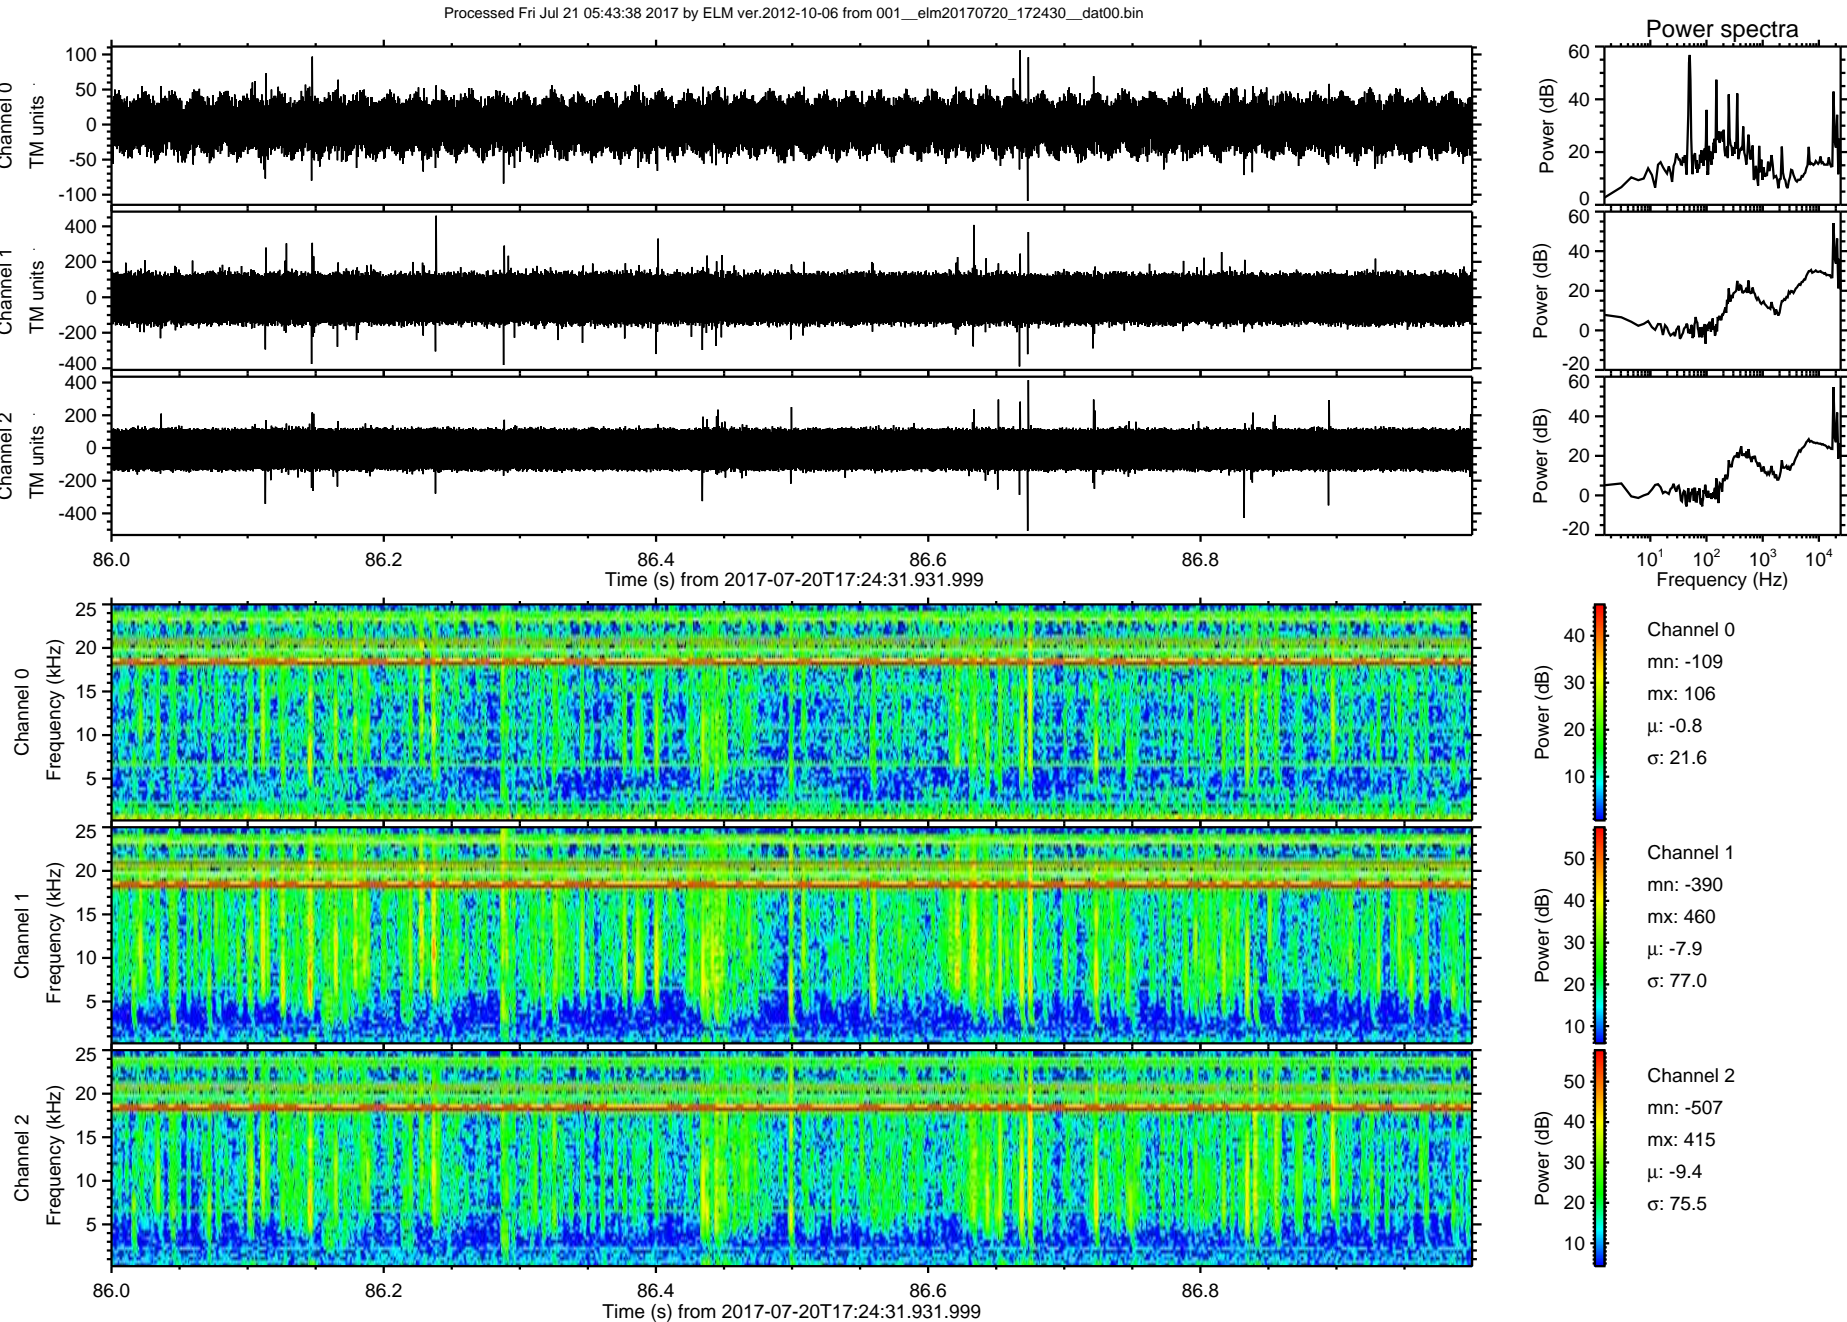 Processed Fri Jul 21 05:43:38 2017 by ELM ver.2012-10-06 from 001__elm20170720_172430__dat00.bin
Power spectra
Channel 0
TM units
100
50
0
-50
-100
Power (dB)
60
40
20
0
Channel 1
TM units
400
200
0
-200
-400
Power (dB)
60
40
20
0
-20
Channel 2
TM units
400
200
0
-200
-400
Power (dB)
60
40
20
0
-20
86.0 86.2 86.4 86.6 86.8
Time (s) from 2017-07-20T17:24:31.931.999
10¹ 10² 10³ 10⁴
Frequency (Hz)
Channel 0
Frequency (kHz)
25
20
15
10
5
Power (dB)
40
30
20
10
Channel 0
mn: -109
mx: 106
μ: -0.8
σ: 21.6
Channel 1
Frequency (kHz)
25
20
15
10
5
Power (dB)
50
40
30
20
10
Channel 1
mn: -390
mx: 460
μ: -7.9
σ: 77.0
Channel 2
Frequency (kHz)
25
20
15
10
5
Power (dB)
50
40
30
20
10
Channel 2
mn: -507
mx: 415
μ: -9.4
σ: 75.5
86.0 86.2 86.4 86.6 86.8
Time (s) from 2017-07-20T17:24:31.931.999